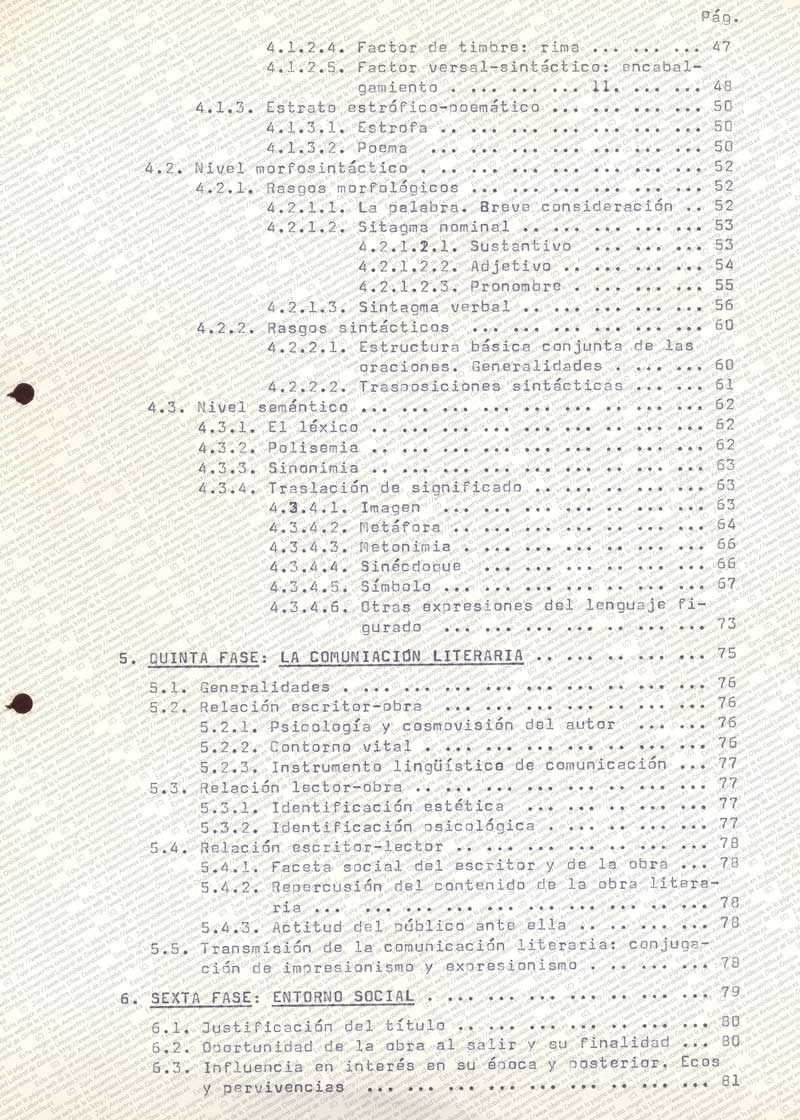 Pág.
4.1.2.4. Factor de timbre: rima ... ... ... 47
4.1.2.5. Factor versal-sintáctico: encabal-
gamiento . ... ... ... 11. ... ... ... 48
4.1.3. Estrato estrófico-poemático ... ... ... ... 50
4.1.3.1. Estrofa .. ... ... ... ... ... ... 50
4.1.3.2. Poema ... ... ... ... ... ... ... 50
4.2. Nivel morfosintáctico . .. ... ... ... ... ... ... ... 52
4.2.1. Rasgos morfológicos ... ... ... ... ... ... 52
4.2.1.1. La palabra. Breve consideración .. 52
4.2.1.2. Sitagma nominal .. ... ... ... ... 53
4.2.1.2.1. Sustantivo ... ... ... 53
4.2.1.2.2. Adjetivo .. ... ... ... 54
4.2.1.2.3. Pronombre . ... ... ... 55
4.2.1.3. Sintagma verbal .. ... ... ... ... 56
4.2.2. Rasgos sintácticos ... ... ... ... ... ... 60
4.2.2.1. Estructura básica conjunta de las
oraciones. Generalidades . ... ... 60
4.2.2.2. Trasposiciones sintácticas ... ... 61
4.3. Nivel semántico ... ... ... ... ... ... .. ... ... 62
4.3.1. El léxico .. ... ... ... ... ... .. ... ... 62
4.3.2. Polisemia .. ... ... ... ... ... .. ... ... 62
4.3.3. Sinonimia .. ... ... ... ... ... .. ... ... 63
4.3.4. Traslación de significado .. ... .. ... ... 63
4.3.4.1. Imagen ... ... ... ... .. ... ... 63
4.3.4.2. Metáfora .. ... ... ... .. ... ... 64
4.3.4.3. Metonimia . ... ... ... .. ... ... 66
4.3.4.4. Sinécdoque ... ... ... .. ... ... 66
4.3.4.5. Símbolo ... ... ... ... .. ... ... 67
4.3.4.6. Otras expresiones del lenguaje fi-
gurado ... ... ... ... .. ... ... 73
5. QUINTA FASE: LA COMUNIACIÓN LITERARIA .. ... .. ... ... 75
5.1. Generalidades . ... ... ... ... ... ... .. ... ... 76
5.2. Relación escritor-obra ... ... ... ... .. ... ... 76
5.2.1. Psicología y cosmovisión del autor ... ... 76
5.2.2. Contorno vital . ... ... ... ... .. ... ... 76
5.2.3. Instrumento lingüístico de comunicación ... 77
5.3. Relación lector-obra .. ... ... ... ... .. ... ... 77
5.3.1. Identificación estética ... ... .. ... ... 77
5.3.2. Identificación psicológica . ... .. ... ... 77
5.4. Relación escritor-lector .. ... ... ... .. ... ... 78
5.4.1. Faceta social del escritor y de la obra ... 78
5.4.2. Repercusión del contenido de la obra litera-
ria ... ... ... ... ... ... ... .. ... ... 78
5.4.3. Actitud del público ante ella .. .. ... ... 78
5.5. Transmisión de la comunicación literaria: conjuga-
ción de impresionismo y expresionismo . .. ... ... 78
6. SEXTA FASE: ENTORNO SOCIAL . ... ... ... ... .. ... ... 79
6.1. Justificación del título .. ... ... ... .. ... ... 80
6.2. Oportunidad de la obra al salir y su finalidad ... 80
6.3. Influencia en interés en su época y posterior. Ecos
y pervivencias ... ... ... ... ... ... .. ... ... 81